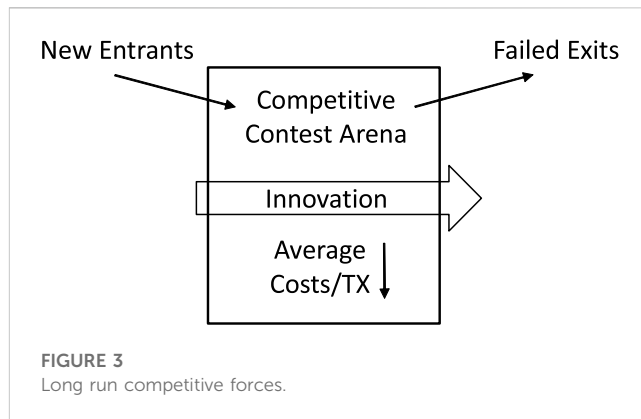 New Entrants
Failed Exits
Competitive
Contest Arena
Innovation
Average
Costs/TX
FIGURE 3
Long run competitive forces.